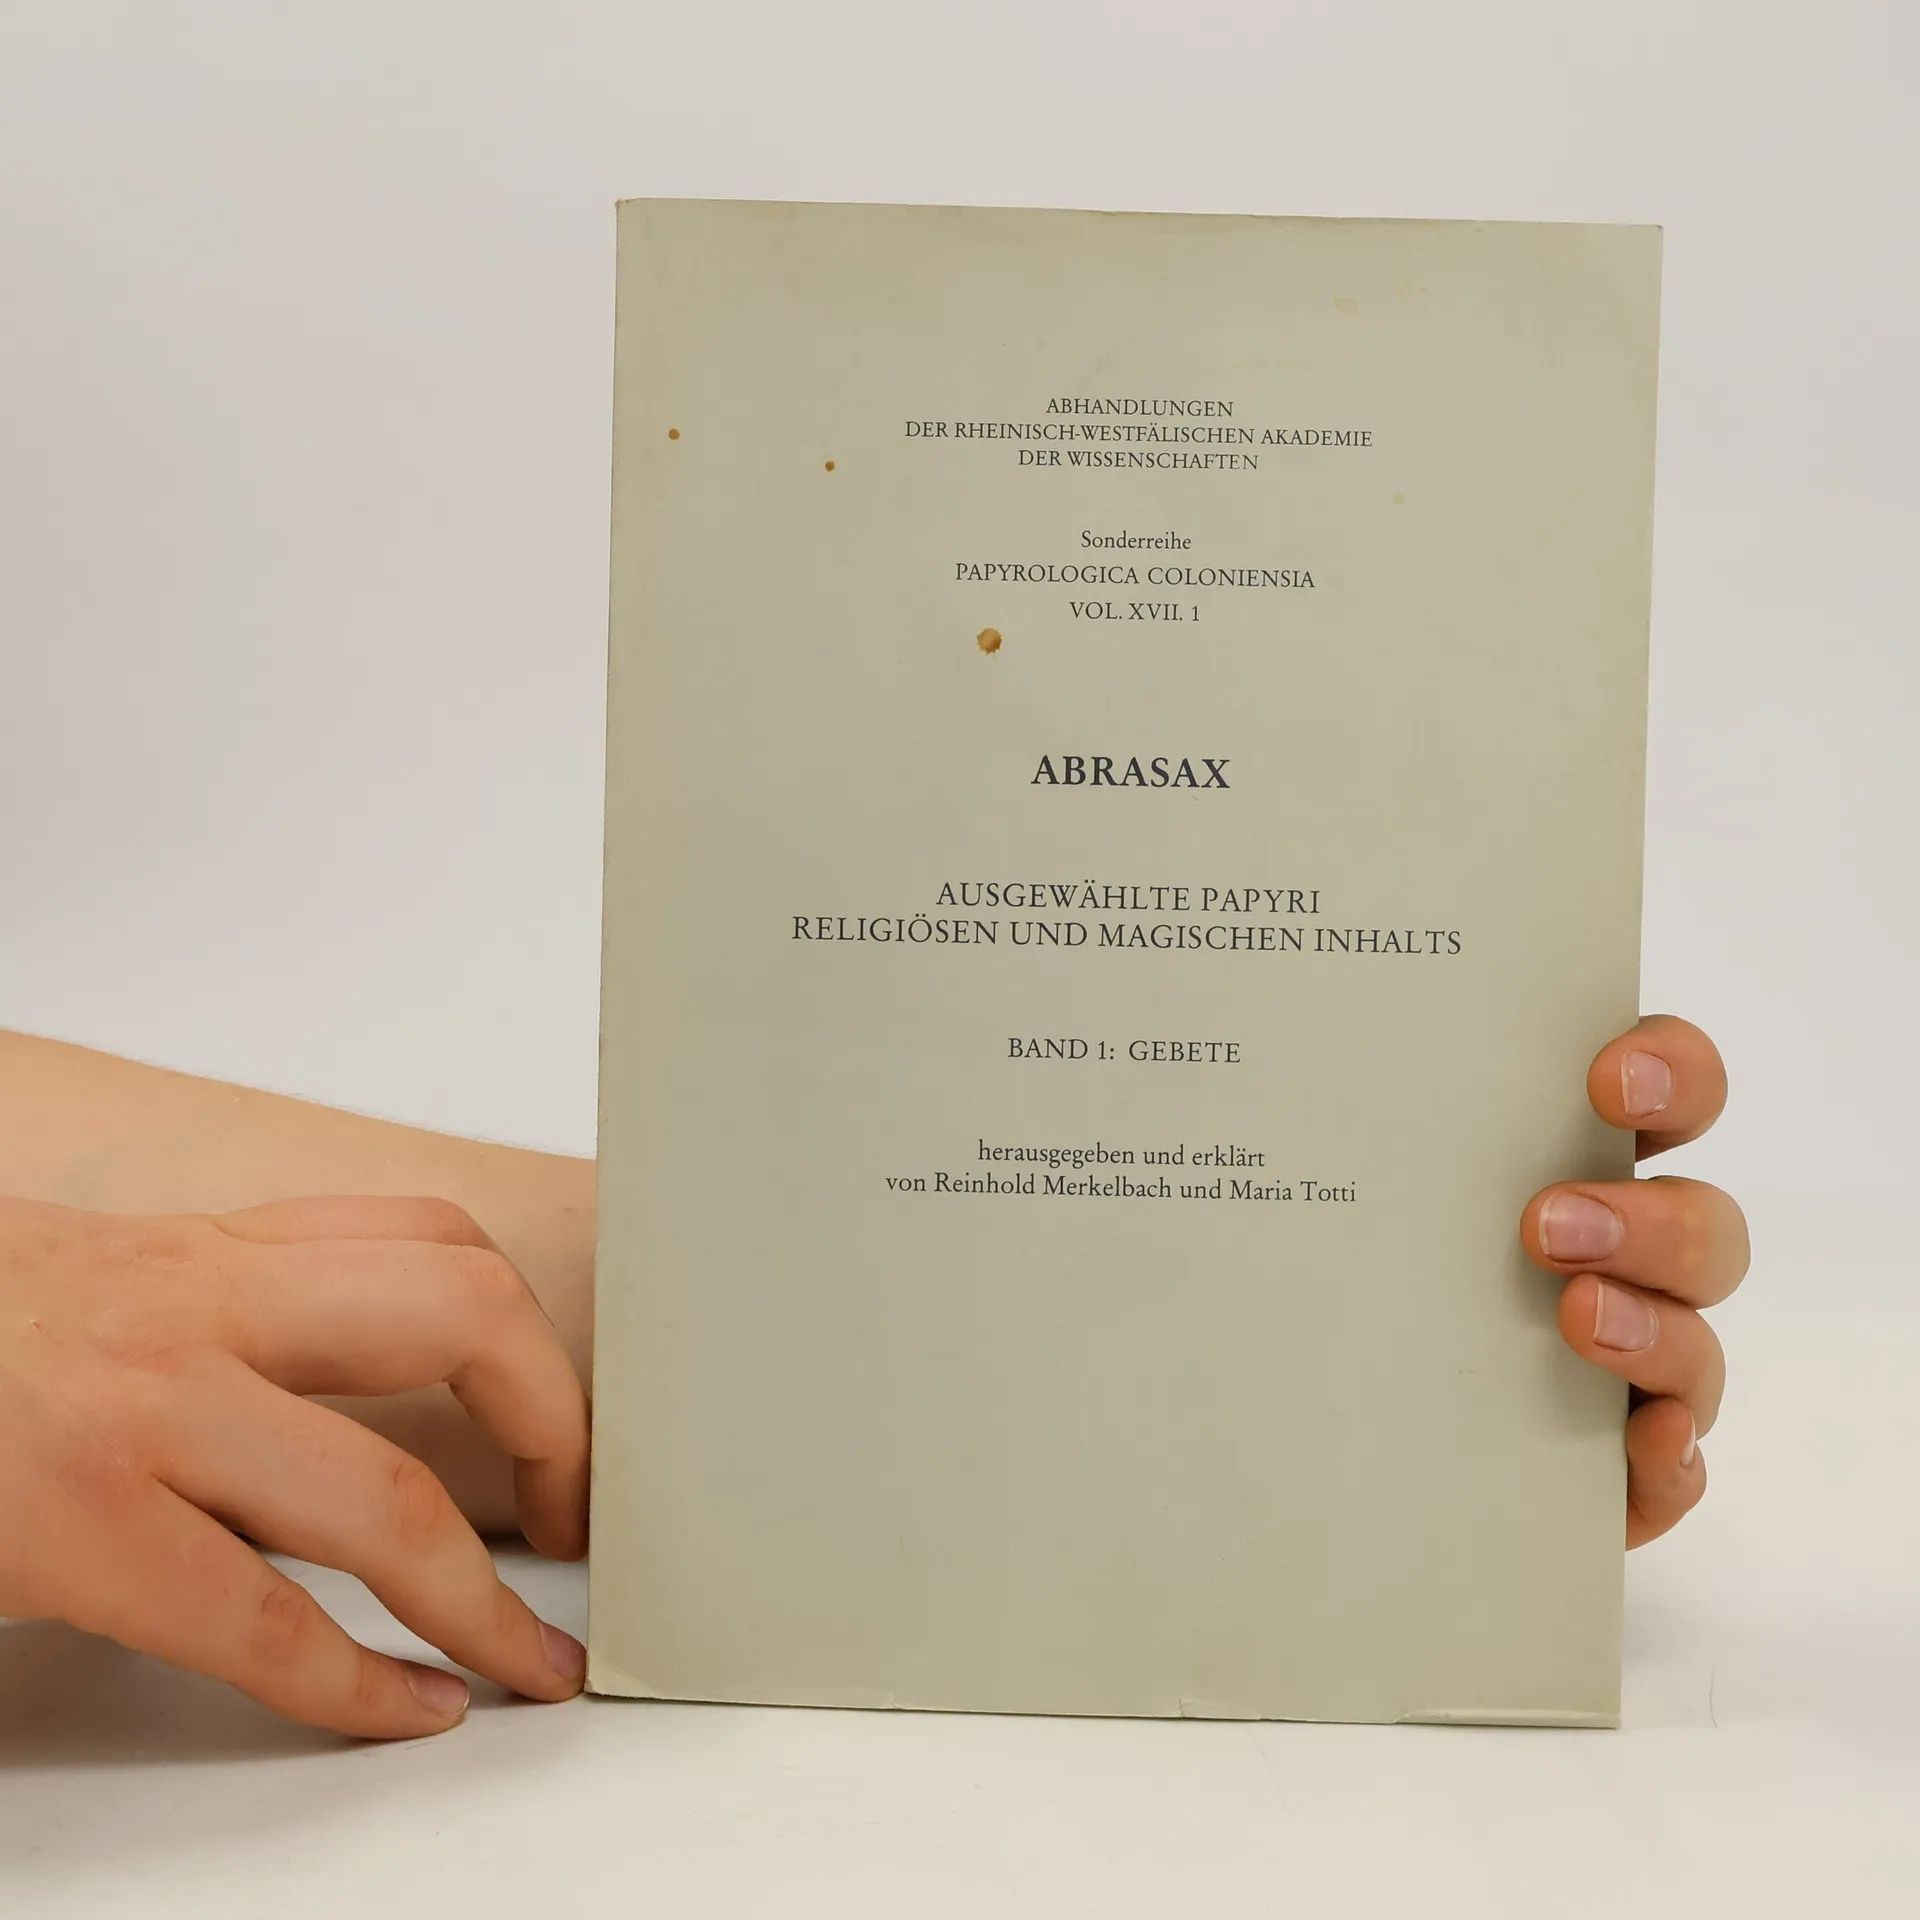 ABHANDLUNGEN
DER RHEINISCH-WESTFÄLISCHEN AKADEMIE
DER WISSENSCHAFTEN
Sonderreihe
PAPYROLOGICA COLONIENSIA
VOL. XVII. 1
ABRASAX
AUSGEWÄHLTE PAPYRI
RELIGIÖSEN UND MAGISCHEN INHALTS
BAND 1: GEBETE
herausgegeben und erklärt
von Reinhold Merkelbach und Maria Totti